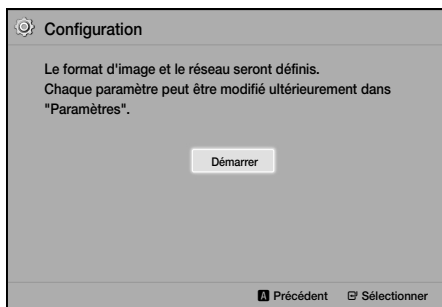 Configuration
Le format d'image et le réseau seront définis.
Chaque paramètre peut être modifié ultérieurement dans
"Paramètres".
Démarrer
A Précédent Sélectionner